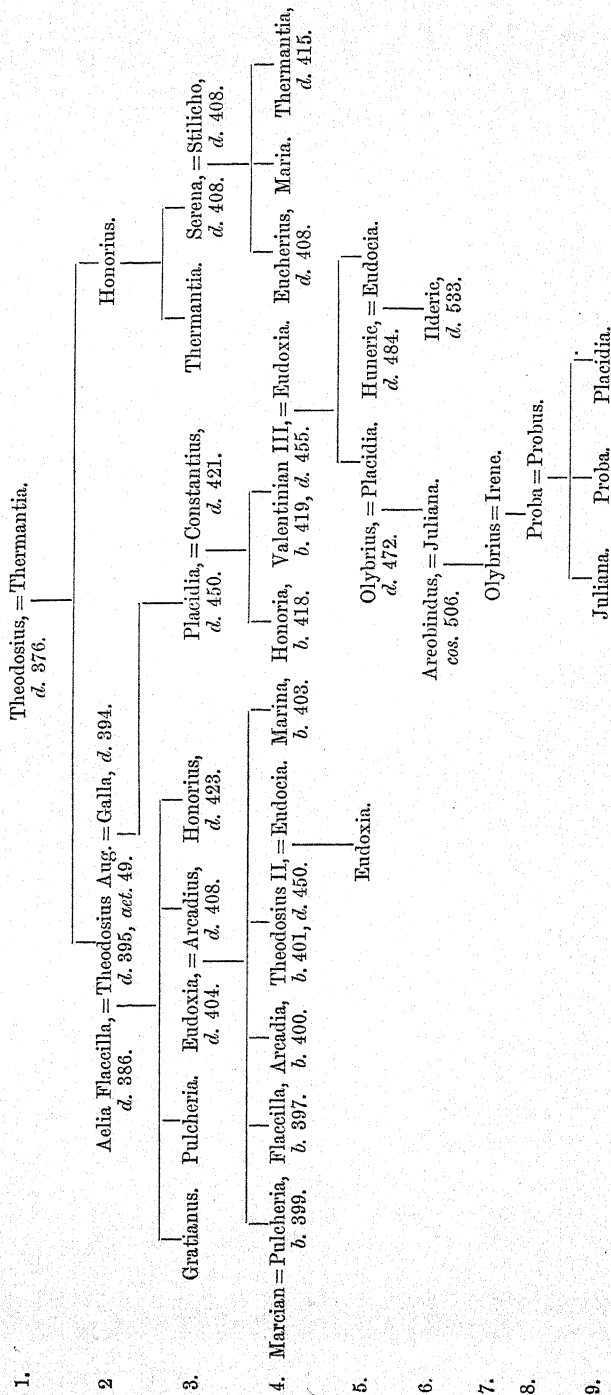 1. Theodosius, = Thermantia.
d. 376.
2 Aelia Flaccilla, = Theodosius Aug. = Galla, d. 394. Honorius.
d. 386. d. 395, aet. 49.
3. Gratianus. Pulcheria. Eudoxia, = Arcadius, Honorius, Placidia, = Constantius, Thermantia. Serena, = Stilicho,
d. 404. d. 408. d. 423. d. 450. d. 421. d. 408. d. 408.
4. Marcian = Pulcheria, Flaccilla, Arcadia, Theodosius II, = Eudocia. Marina, Honoria, Valentinian III, = Eudoxia. Eucherius, Maria. Thermantia,
b. 399. b. 397. b. 400. b. 401, d. 450. b. 403. b. 418. b. 419, d. 455. d. 408. d. 415.
5. Eudoxia. Olybrius, = Placidia. Huneric, = Eudocia.
d. 472. d. 484.
6. Areobindus, = Juliana. Ilderic,
cos. 506. d. 533.
7. Olybrius = Irene.
8. Proba = Probus.
9. Juliana. Proba. Placidia.